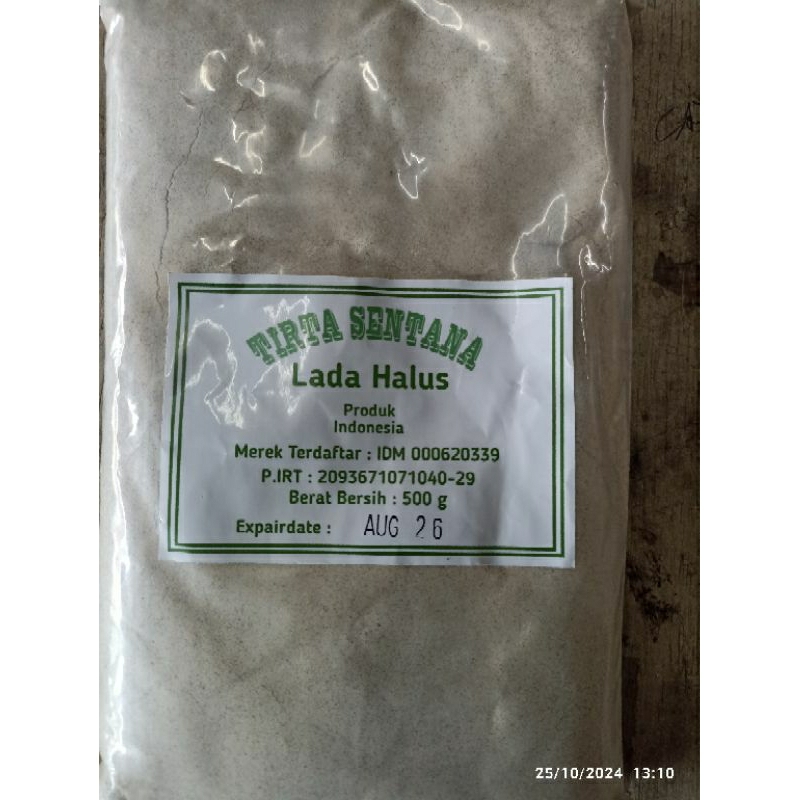 TIRTA SENTANA
Lada Halus
Produk
Indonesia
Merek Terdaftar : IDM 000620339
P.IRT : 2093671071040-29
Berat Bersih : 500 g
Expairdate : AUG 26
25/10/2024 13:10